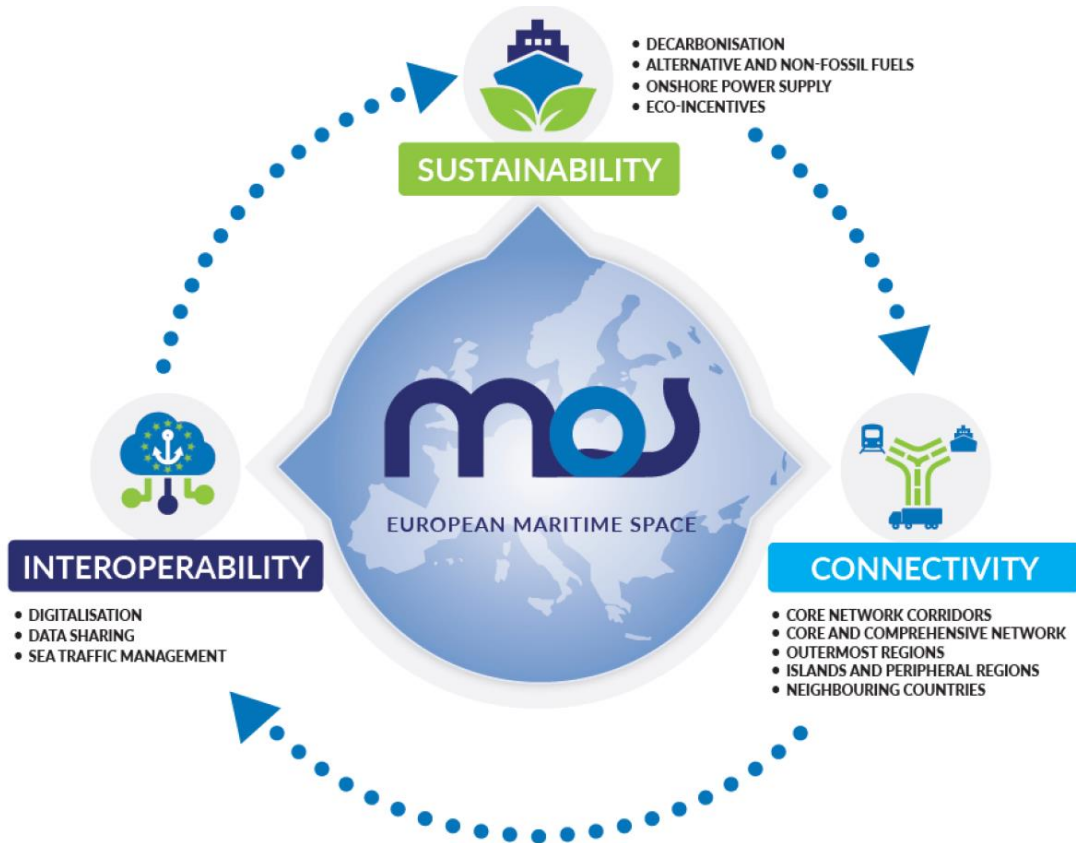 • DECARBONISATION
• ALTERNATIVE AND NON-FOSSIL FUELS
• ONSHORE POWER SUPPLY
• ECO-INCENTIVES
SUSTAINABILITY
mos
EUROPEAN MARITIME SPACE
INTEROPERABILITY
• DIGITALISATION
• DATA SHARING
• SEA TRAFFIC MANAGEMENT
CONNECTIVITY
• CORE NETWORK CORRIDORS
• CORE AND COMPREHENSIVE NETWORK
• OUTERMOST REGIONS
• ISLANDS AND PERIPHERAL REGIONS
• NEIGHBOURING COUNTRIES